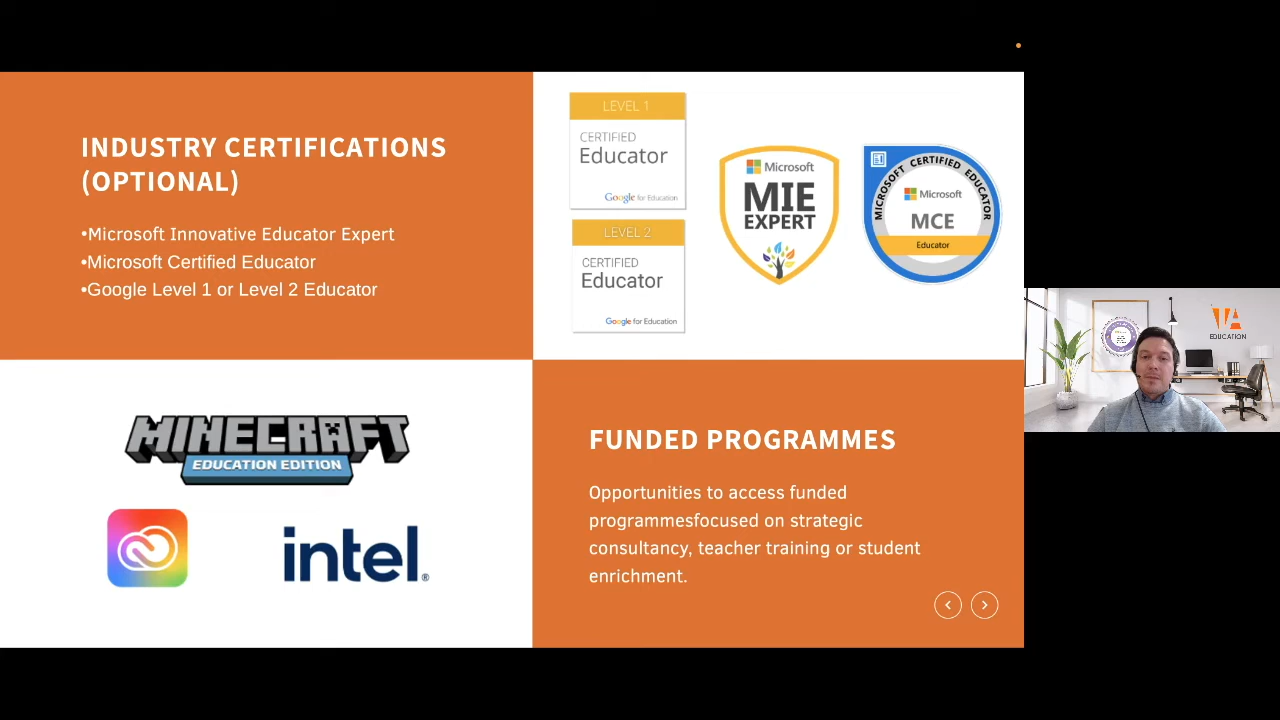 INDUSTRY CERTIFICATIONS
(OPTIONAL)
•Microsoft Innovative Educator Expert
•Microsoft Certified Educator
•Google Level 1 or Level 2 Educator
LEVEL 1
CERTIFIED
Educator
Google for Education
LEVEL 2
CERTIFIED
Educator
Google for Education
Microsoft
MIE
EXPERT
MICROSOFT CERTIFIED EDUCATOR
Microsoft
MCE
Educator
MINECRAFT
EDUCATION EDITION
intel®
FUNDED PROGRAMMES
Opportunities to access funded
programmesfocused on strategic
consultancy, teacher training or student
enrichment.
EDUCATION